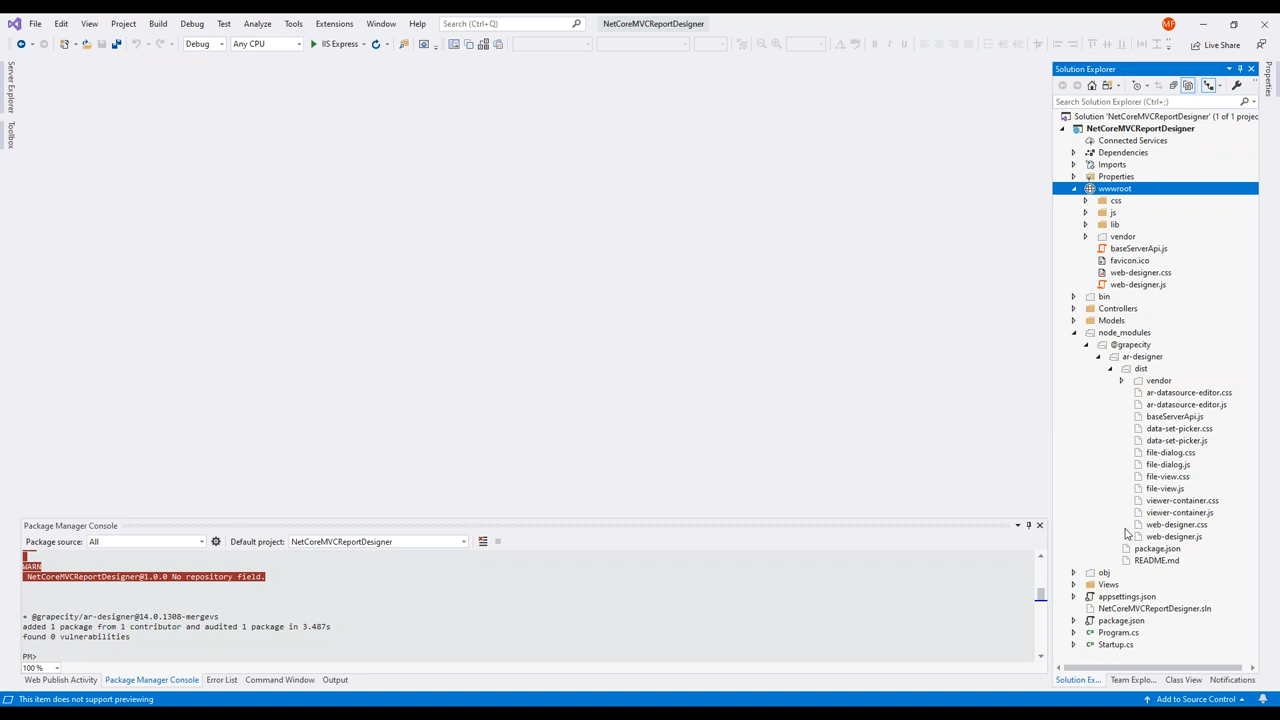 File Edit View Project Build Debug Test Analyze Tools Extensions Window Help Search (Ctrl+Q) NetCoreMVCReportDesigner MF
Debug Any CPU IIS Express Live Share
Server Explorer
Toolbox
Properties
Solution Explorer
Search Solution Explorer (Ctrl+;)
Solution 'NetCoreMVCReportDesigner' (1 of 1 projec
NetCoreMVCReportDesigner
Connected Services
Dependencies
Imports
Properties
wwwroot
css
js
lib
vendor
baseServerApi.js
favicon.ico
web-designer.css
web-designer.js
bin
Controllers
Models
node_modules
@grapecity
ar-designer
dist
vendor
ar-datasource-editor.css
ar-datasource-editor.js
baseServerApi.js
data-set-picker.css
data-set-picker.js
file-dialog.css
file-dialog.js
file-view.css
file-view.js
viewer-container.css
viewer-container.js
web-designer.css
web-designer.js
package.json
README.md
obj
Views
appsettings.json
NetCoreMVCReportDesigner.sln
package.json
Program.cs
Startup.cs
Solution Ex... Team Explo... Class View Notifications
Package Manager Console
Package source: All Default project: NetCoreMVCReportDesigner
WARN
NetCoreMVCReportDesigner@1.0.0 No repository field.
+ @grapecity/ar-designer@14.0.1308-mergevs
added 1 package from 1 contributor and audited 1 package in 3.487s
found 0 vulnerabilities
PM>
100 %
Web Publish Activity Package Manager Console Error List Command Window Output
This item does not support previewing Add to Source Control